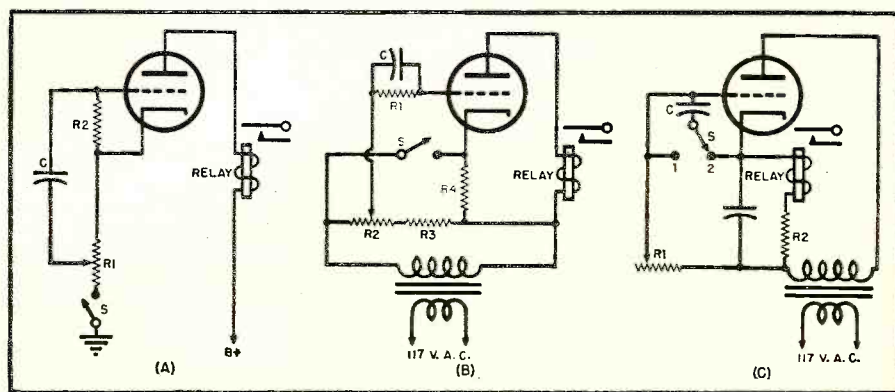 C
R2
RELAY
R1
S
B+
(A)
C
R1
S
RELAY
R4
R2
R3
117 V. A. C.
(B)
C
S
1
2
RELAY
R1
R2
117 V. A. C.
(C)